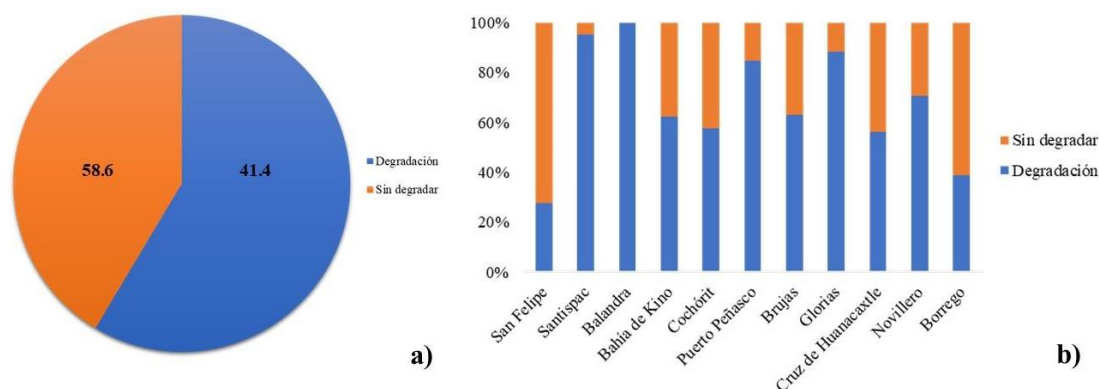 58.6
41.4
Degradación
Sin degradar
a)
100%
80%
60%
40%
20%
0%
San Felipe
Santispac
Balandra
Bahia de Kino
Cochórit
Puerto Peñasco
Brujas
Glorias
Cruz de Huanacaxtle
Novillero
Borrego
Sin degradar
Degradación
b)